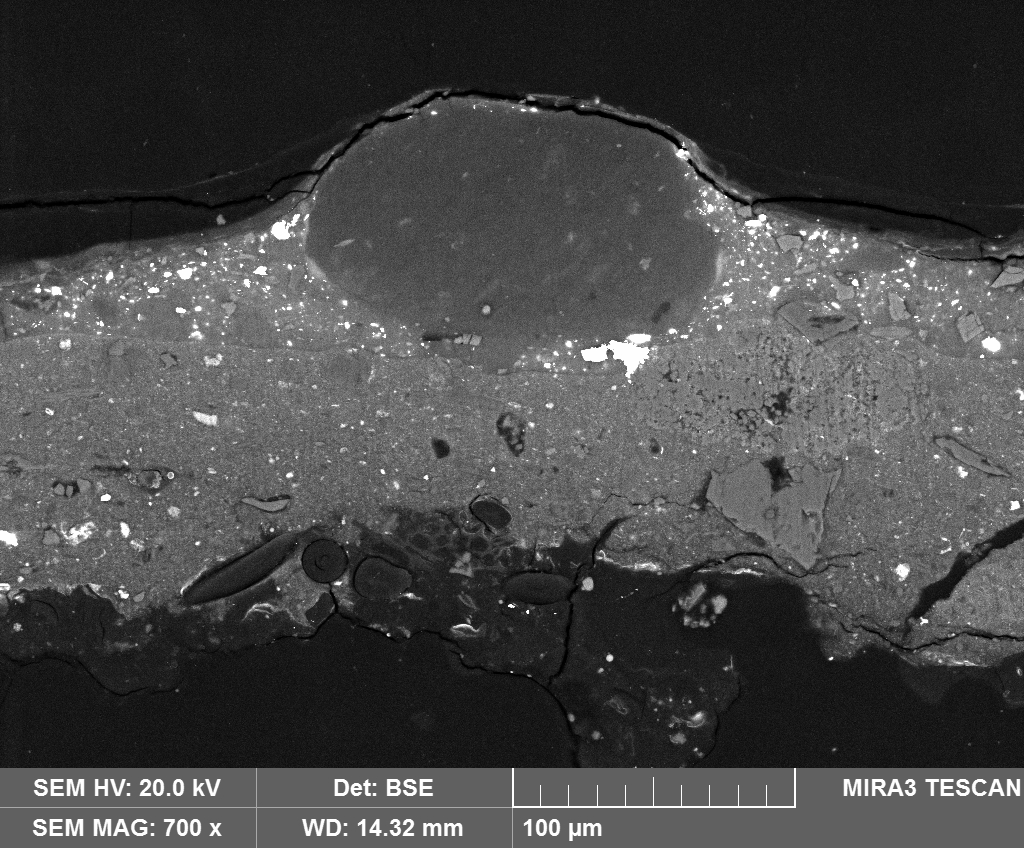 SEM HV: 20.0 kV
Det: BSE
MIRA3 TESCAN
SEM MAG: 700 x
WD: 14.32 mm
100 µm